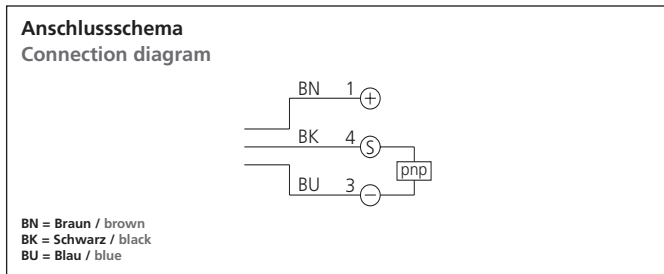 Anschlussschema
Connection diagram
BN 1 +
BK 4 S
pnp
BU 3 −
BN = Braun / brown
BK = Schwarz / black
BU = Blau / blue